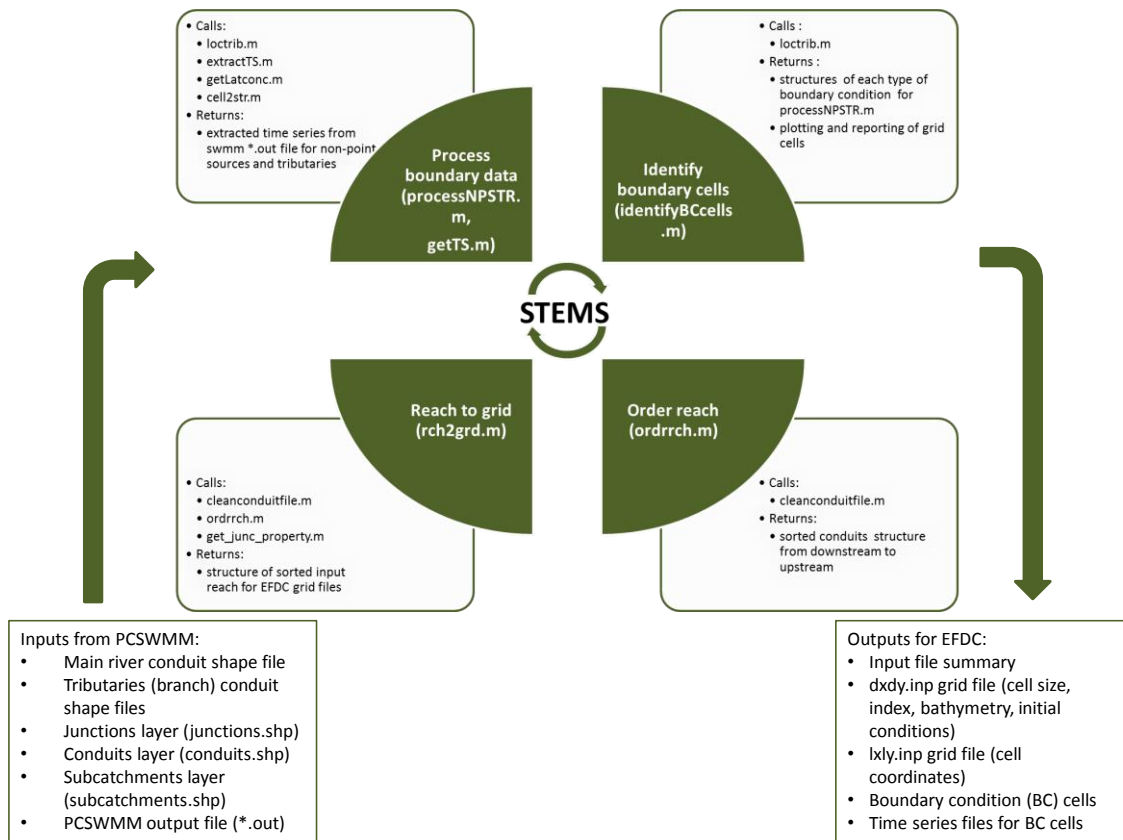 • Calls:
• loctrib.m
• extractTS.m
• getLatconc.m
• cell2str.m
• Returns:
• extracted time series from
swmm *.out file for non-point
sources and tributaries
• Calls :
• loctrib.m
• Returns :
• structures of each type of
boundary condition for
processNPSTR.m
• plotting and reporting of grid
cells
Process
boundary data
(processNPSTR.
m,
getTS.m)
Identify
boundary cells
(identifyBCcells
.m)
STEMS
Reach to grid
(rch2grd.m)
Order reach
(ordrrch.m)
• Calls:
• cleanconduitfile.m
• ordrrch.m
• get_junc_property.m
• Returns:
• structure of sorted input
reach for EFDC grid files
• Calls:
• cleanconduitfile.m
• Returns:
• sorted conduits structure
from downstream to
upstream
Inputs from PCSWMM:
• Main river conduit shape file
• Tributaries (branch) conduit
shape files
• Junctions layer (junctions.shp)
• Conduits layer (conduits.shp)
• Subcatchments layer
(subcatchments.shp)
• PCSWMM output file (*.out)
Outputs for EFDC:
• Input file summary
• dxdy.inp grid file (cell size,
index, bathymetry, initial
conditions)
• lxly.inp grid file (cell
coordinates)
• Boundary condition (BC) cells
• Time series files for BC cells